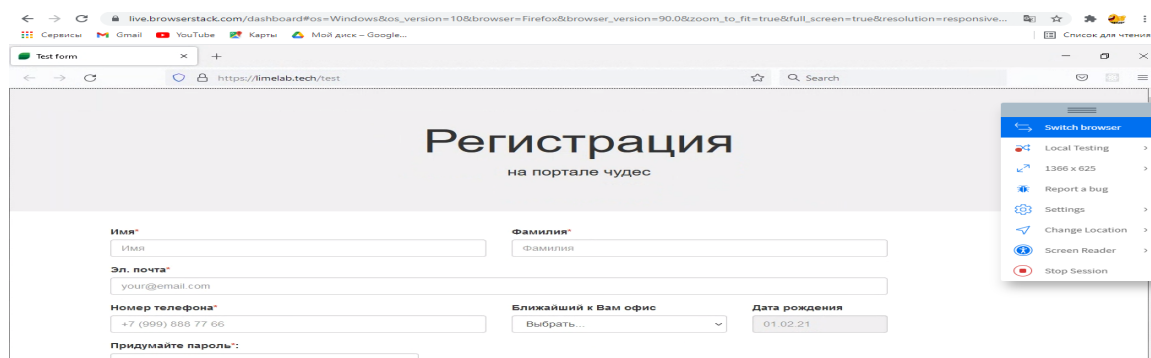 live.browserstack.com/dashboard#os=Windows&os_version=10&browser=Firefox&browser_version=90.0&zoom_to_fit=true&full_screen=true&resolution=responsive...
Сервисы Gmail YouTube Карты Мой диск – Google... Список для чтения
Test form
https://limelab.tech/test Search
Регистрация
на портале чудес
Switch browser
Local Testing
1366 x 625
Report a bug
Settings
Change Location
Screen Reader
Stop Session
Имя* Фамилия*
Имя Фамилия
Эл. почта*
your@email.com
Номер телефона* Ближайший к Вам офис Дата рождения
+7 (999) 888 77 66 Выбрать... 01.02.21
Придумайте пароль*: